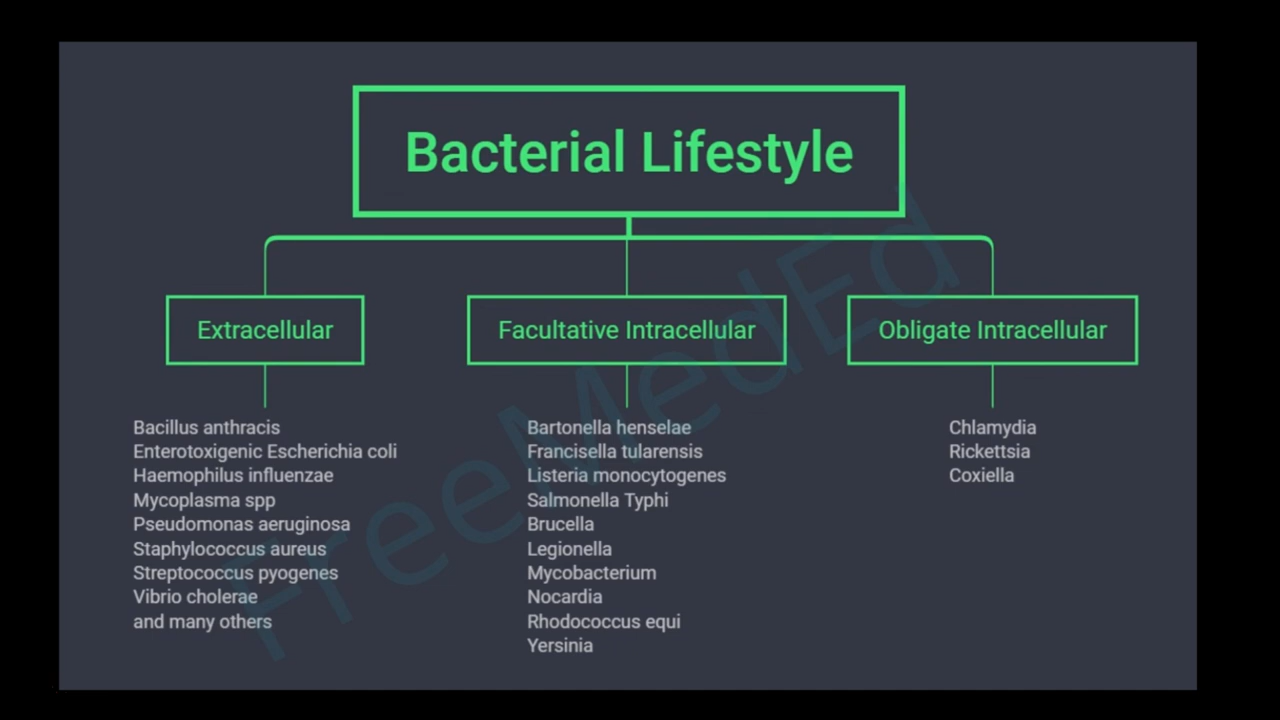 Bacterial Lifestyle
Extracellular
Facultative Intracellular
Obligate Intracellular
Bacillus anthracis
Enterotoxigenic Escherichia coli
Haemophilus influenzae
Mycoplasma spp
Pseudomonas aeruginosa
Staphylococcus aureus
Streptococcus pyogenes
Vibrio cholerae
and many others
Bartonella henselae
Francisella tularensis
Listeria monocytogenes
Salmonella Typhi
Brucella
Legionella
Mycobacterium
Nocardia
Rhodococcus equi
Yersinia
Chlamydia
Rickettsia
Coxiella
FreeMedEd